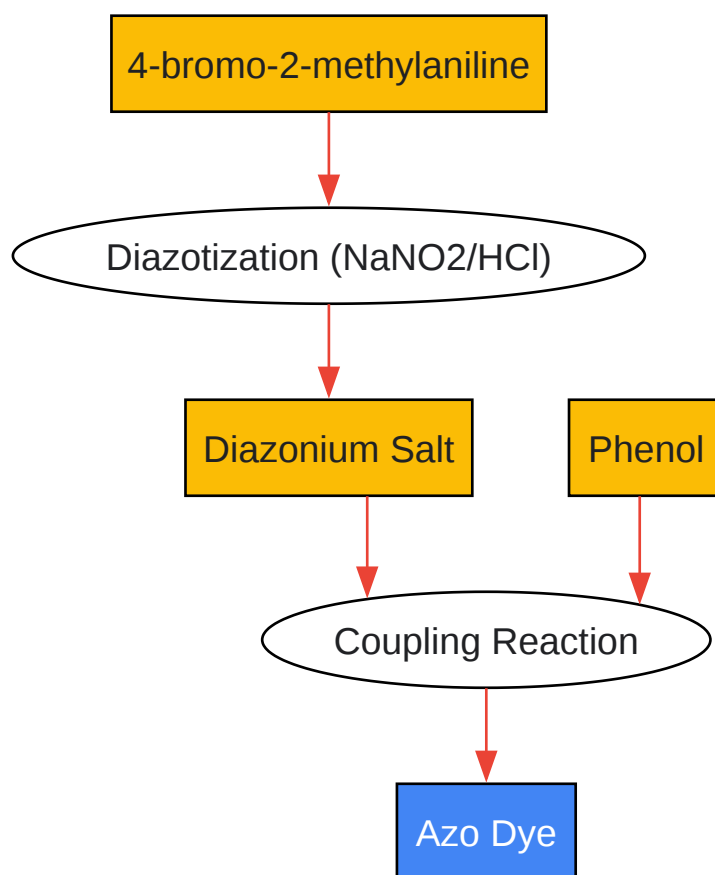 4-bromo-2-methylaniline
Diazotization (NaNO2/HCl)
Diazonium Salt
Phenol
Coupling Reaction
Azo Dye